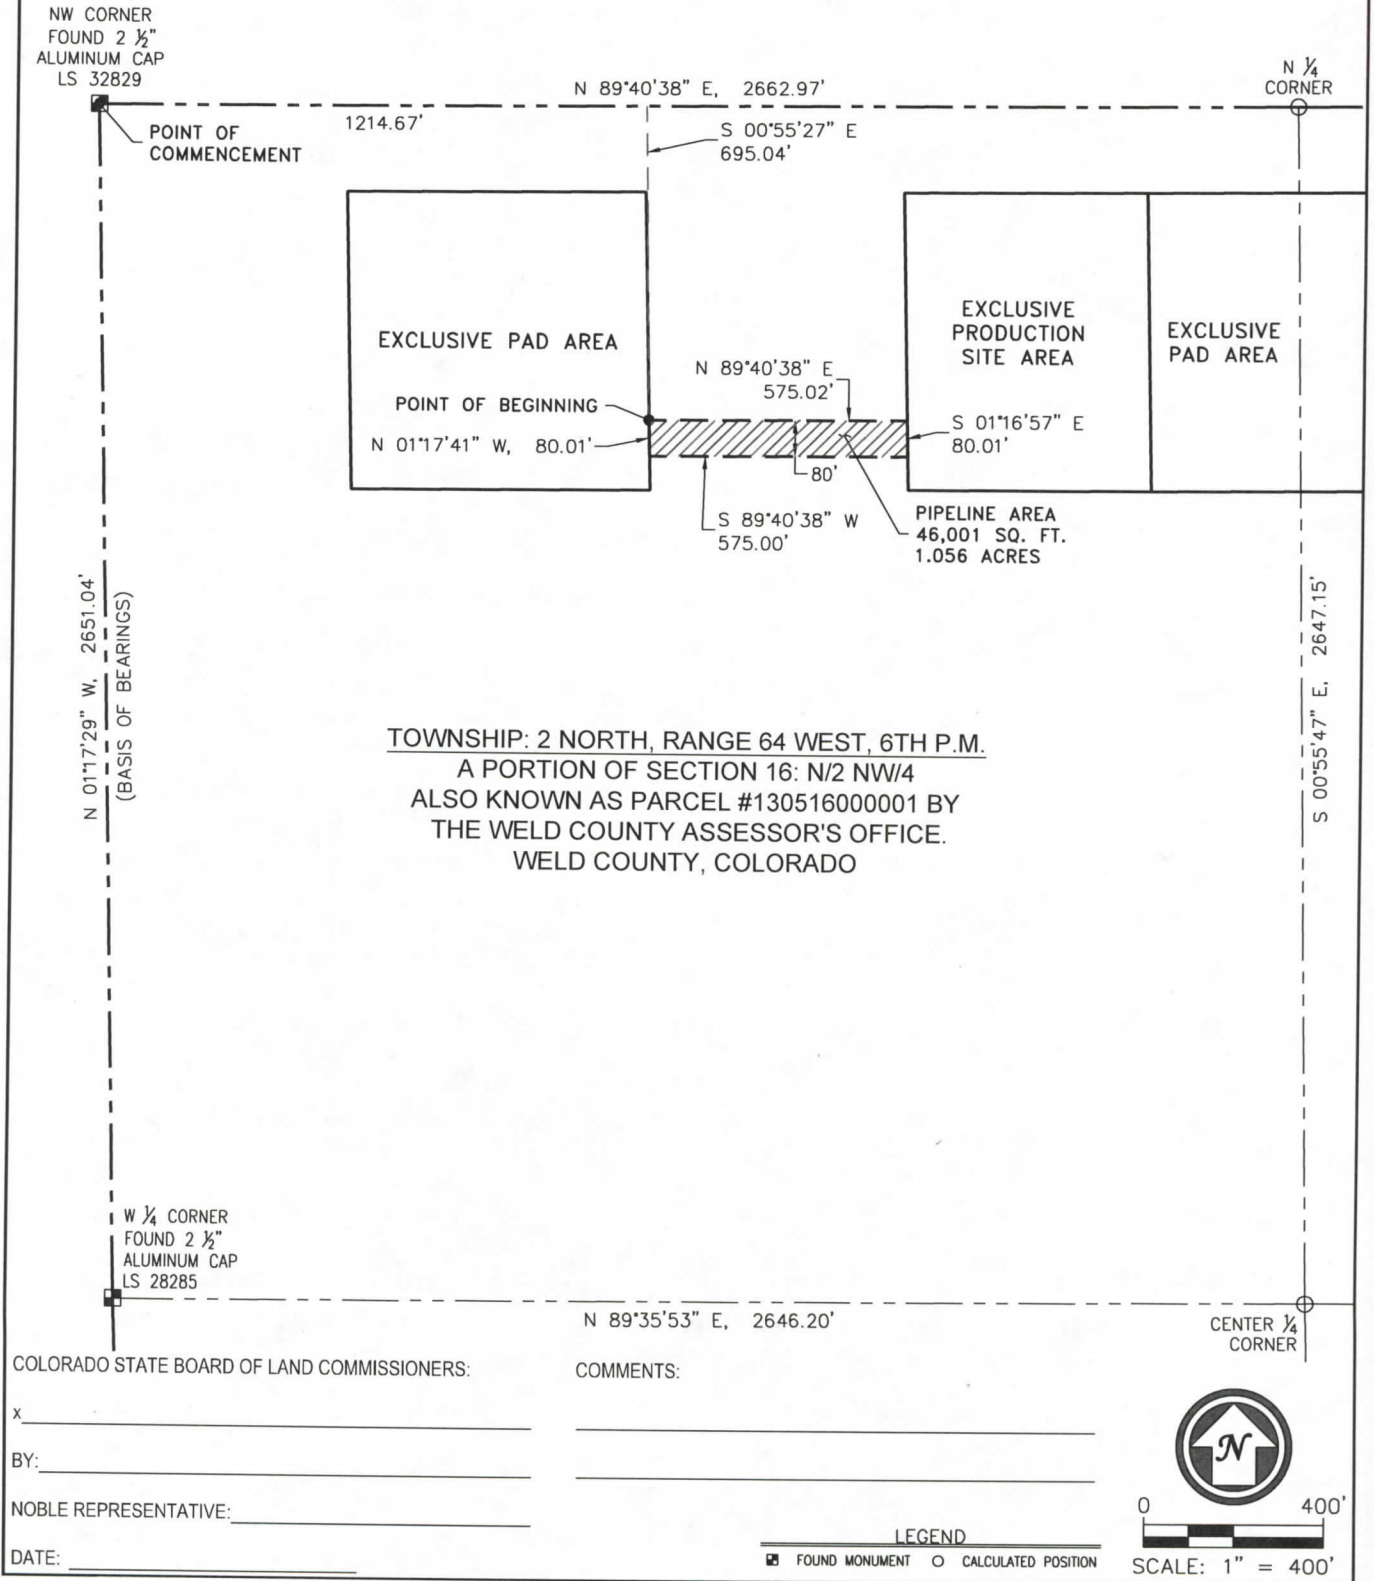 NW CORNER
FOUND 2 ½"
ALUMINUM CAP
LS 32829
N 89°40'38" E, 2662.97'
N ¼
CORNER
POINT OF
COMMENCEMENT
1214.67'
S 00°55'27" E
695.04'
EXCLUSIVE PAD AREA
EXCLUSIVE
PRODUCTION
SITE AREA
EXCLUSIVE
PAD AREA
N 89°40'38" E
575.02'
POINT OF BEGINNING
N 01°17'41" W, 80.01'
S 01°16'57" E
80.01'
80'
S 89°40'38" W
575.00'
PIPELINE AREA
46,001 SQ. FT.
1.056 ACRES
N 01°17'29" W, 2651.04'
(BASIS OF BEARINGS)
S 00°55'47" E, 2647.15'
TOWNSHIP: 2 NORTH, RANGE 64 WEST, 6TH P.M.
A PORTION OF SECTION 16: N/2 NW/4
ALSO KNOWN AS PARCEL #130516000001 BY
THE WELD COUNTY ASSESSOR'S OFFICE.
WELD COUNTY, COLORADO
W ¼ CORNER
FOUND 2 ½"
ALUMINUM CAP
LS 28285
N 89°35'53" E, 2646.20'
CENTER ¼
CORNER
COLORADO STATE BOARD OF LAND COMMISSIONERS:
COMMENTS:
x
BY:
NOBLE REPRESENTATIVE:
DATE:
N
0 400'
SCALE: 1" = 400'
LEGEND
FOUND MONUMENT CALCULATED POSITION